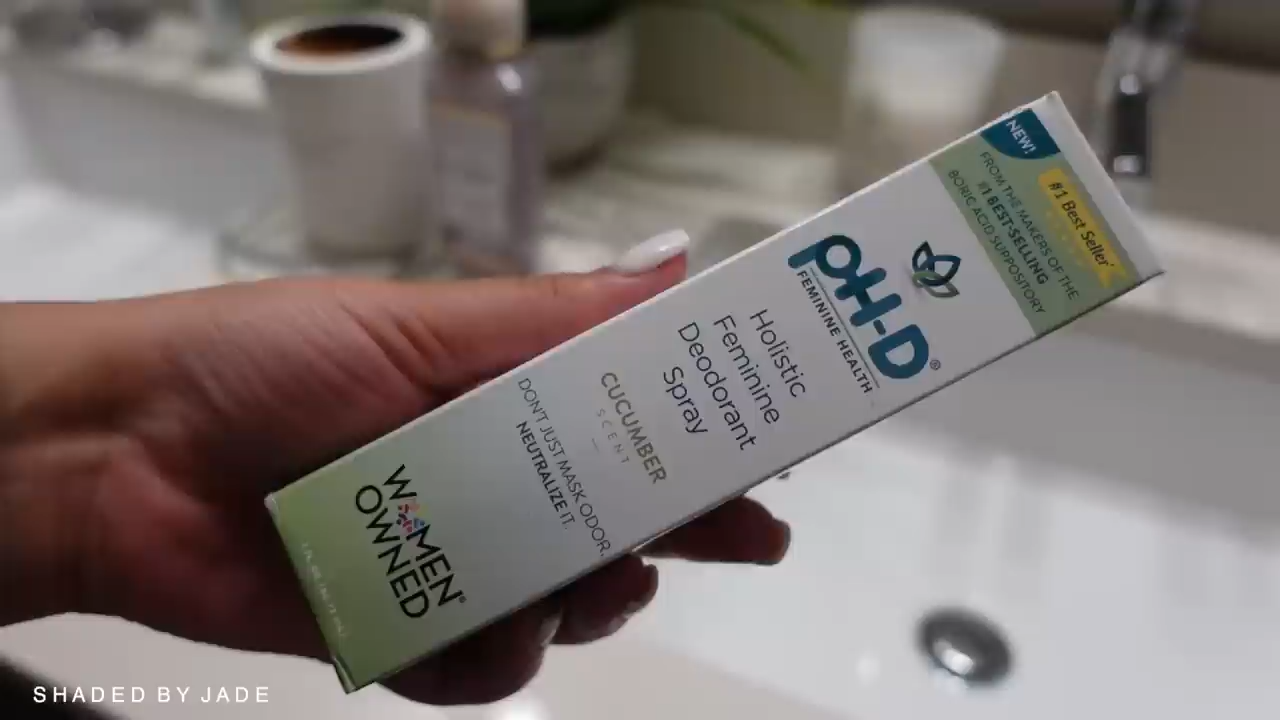 NEW!
FROM THE MAKERS OF THE
#1 BEST-SELLING
BORIC ACID SUPPOSITORY
#1 Best Seller*
pH-D®
FEMININE HEALTH
Holistic
Feminine
Deodorant
Spray
CUCUMBER
SCENT
DON'T JUST MASK ODOR.
NEUTRALIZE IT.
WOMEN
OWNED®
SHADED BY JADE